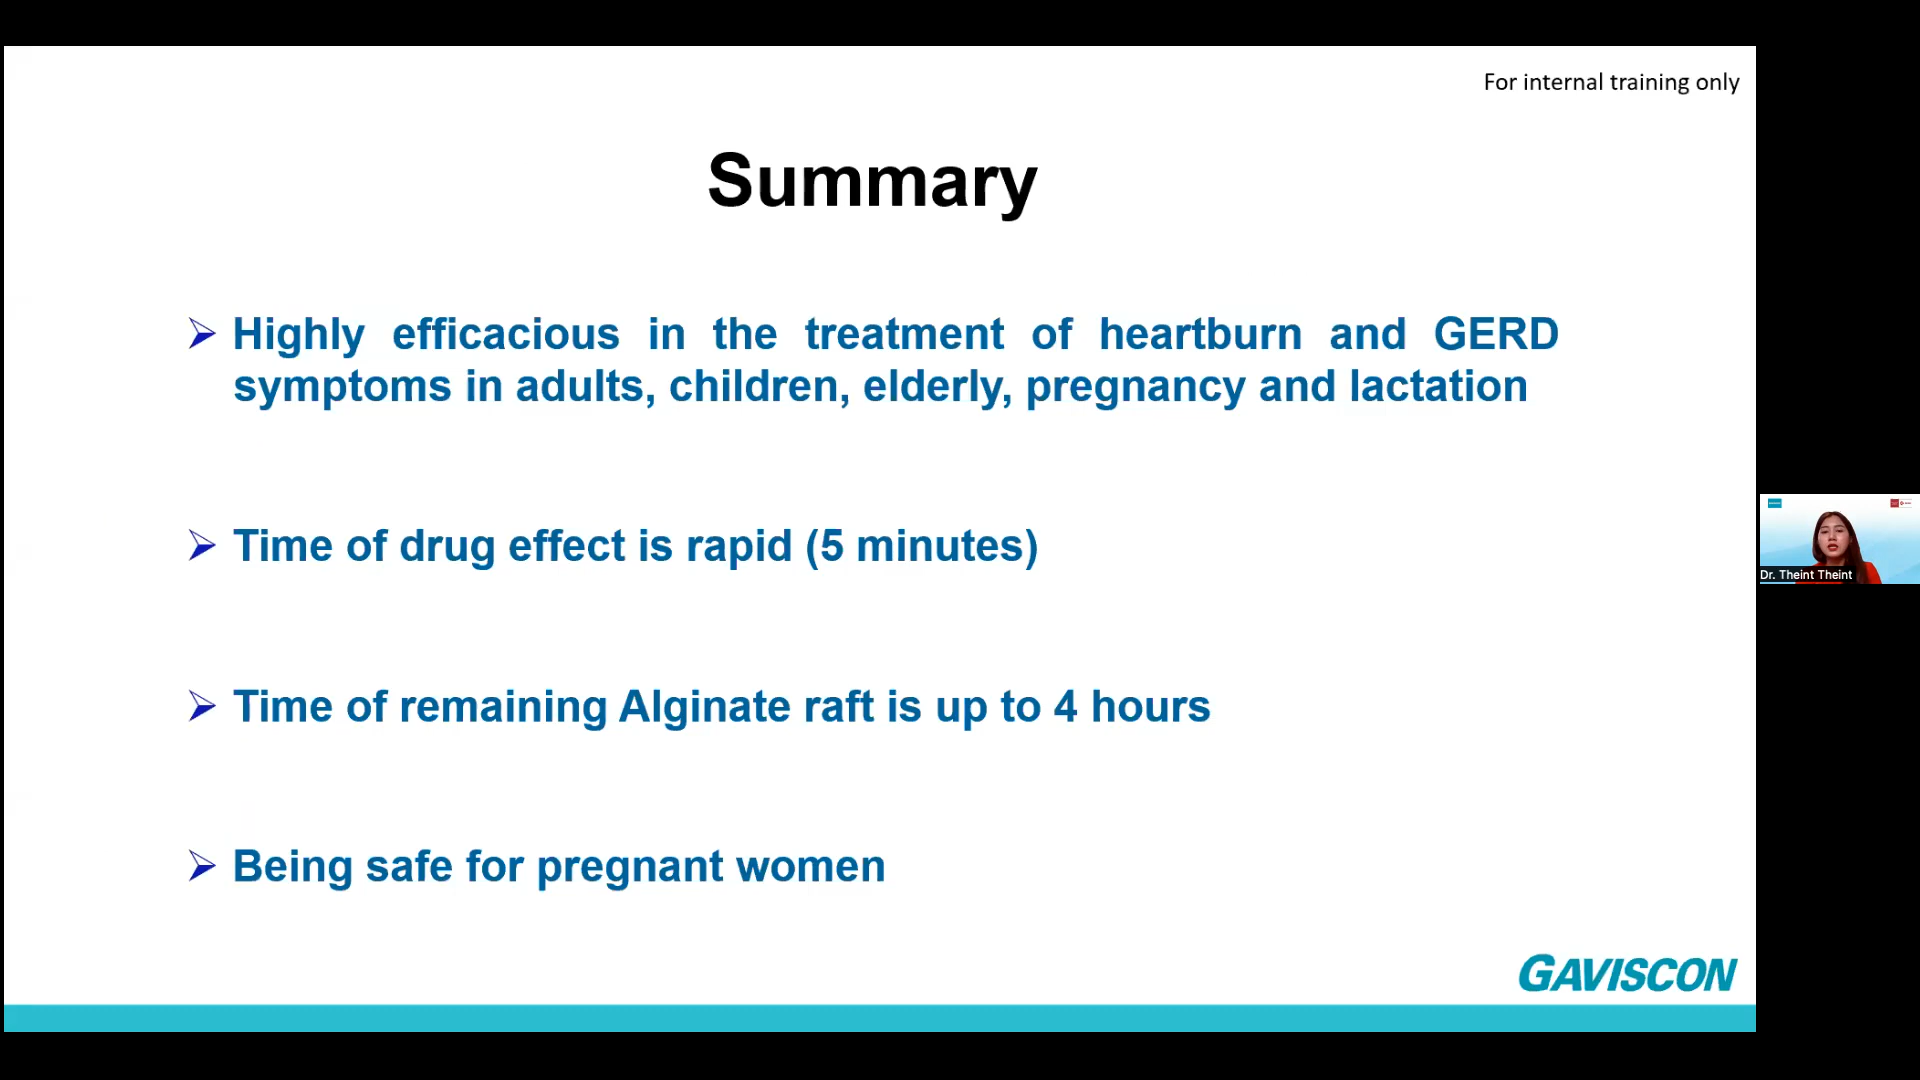 For internal training only
Summary
Highly efficacious in the treatment of heartburn and GERD
symptoms in adults, children, elderly, pregnancy and lactation
Time of drug effect is rapid (5 minutes)
Time of remaining Alginate raft is up to 4 hours
Being safe for pregnant women
GAVISCON
Dr. Theint Theint